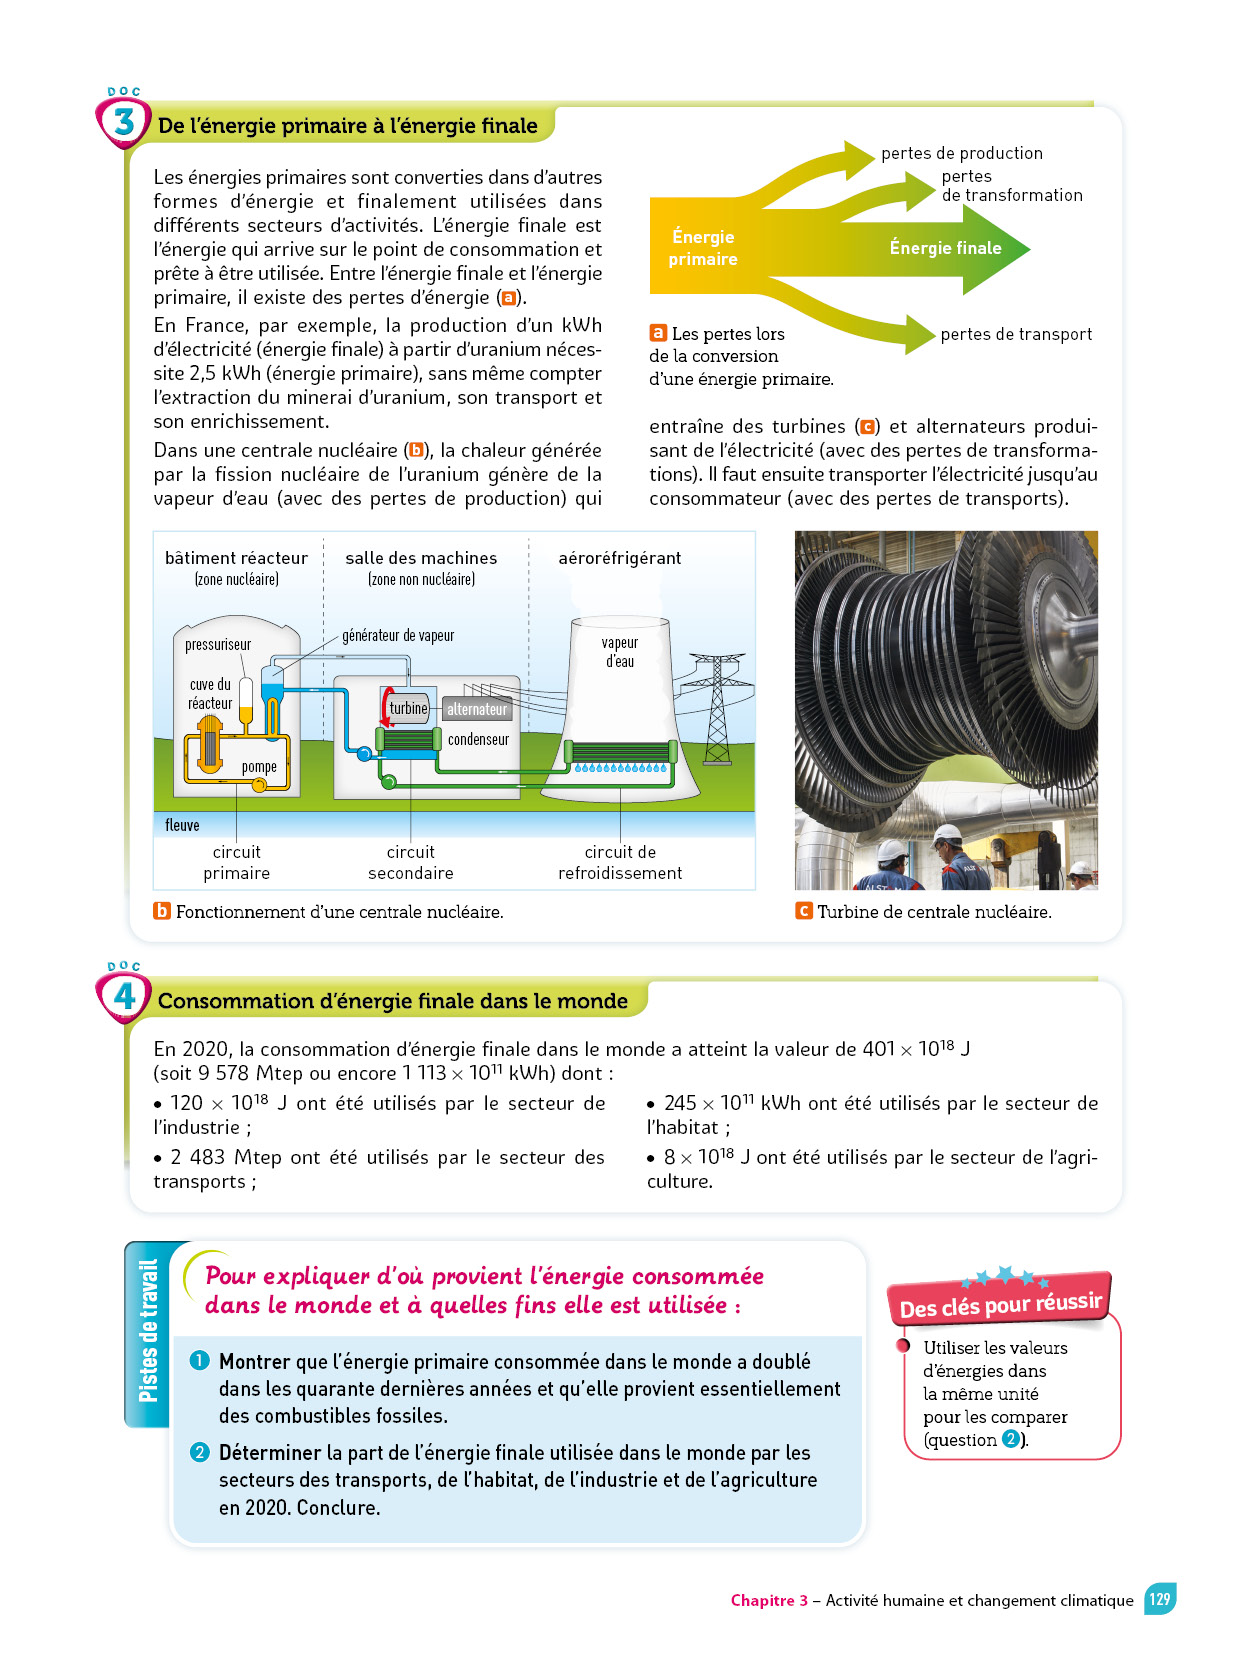 DOC
3
De l'énergie primaire à l'énergie finale
Les énergies primaires sont converties dans d'autres
formes d'énergie et finalement utilisées dans
différents secteurs d'activités. L'énergie finale est
l'énergie qui arrive sur le point de consommation et
prête à être utilisée. Entre l'énergie finale et l'énergie
primaire, il existe des pertes d'énergie (a).
En France, par exemple, la production d'un kWh
d'électricité (énergie finale) à partir d'uranium néces-
site 2,5 kWh (énergie primaire), sans même compter
l'extraction du minerai d'uranium, son transport et
son enrichissement.
Dans une centrale nucléaire (b), la chaleur générée
par la fission nucléaire de l'uranium génère de la
vapeur d'eau (avec des pertes de production) qui
pertes de production
pertes
de transformation
Énergie
primaire
Énergie finale
pertes de transport
a Les pertes lors
de la conversion
d'une énergie primaire.
entraîne des turbines (c) et alternateurs produi-
sant de l'électricité (avec des pertes de transforma-
tions). Il faut ensuite transporter l'électricité jusqu'au
consommateur (avec des pertes de transports).
bâtiment réacteur
(zone nucléaire)
salle des machines
(zone non nucléaire)
aéroréfrigérant
pressuriseur
générateur de vapeur
vapeur
d'eau
cuve du
réacteur
turbine
alternateur
condenseur
pompe
fleuve
circuit
primaire
circuit
secondaire
circuit de
refroidissement
b Fonctionnement d'une centrale nucléaire.
ALST
c Turbine de centrale nucléaire.
DOC
4
Consommation d'énergie finale dans le monde
En 2020, la consommation d'énergie finale dans le monde a atteint la valeur de 401 × 10¹⁸ J
(soit 9 578 Mtep ou encore 1 113 × 10¹¹ kWh) dont :
• 120 × 10¹⁸ J ont été utilisés par le secteur de
l'industrie ;
• 2 483 Mtep ont été utilisés par le secteur des
transports ;
• 245 × 10¹¹ kWh ont été utilisés par le secteur de
l'habitat ;
• 8 × 10¹⁸ J ont été utilisés par le secteur de l'agri-
culture.
Pistes de travail
Pour expliquer d'où provient l'énergie consommée
dans le monde et à quelles fins elle est utilisée :
1 Montrer que l'énergie primaire consommée dans le monde a doublé
dans les quarante dernières années et qu'elle provient essentiellement
des combustibles fossiles.
2 Déterminer la part de l'énergie finale utilisée dans le monde par les
secteurs des transports, de l'habitat, de l'industrie et de l'agriculture
en 2020. Conclure.
Des clés pour réussir
Utiliser les valeurs
d'énergies dans
la même unité
pour les comparer
(question 2).
Chapitre 3 – Activité humaine et changement climatique 129